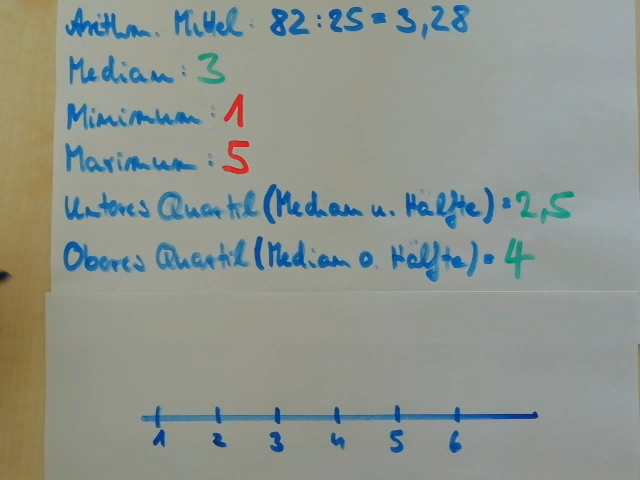 Arithm. Mittel: 82:25=3,28
Median: 3
Minimum: 1
Maximum: 5
Unteres Quartil (Median u. Hälfte)=2,5
Oberes Quartil (Median o. Hälfte)=4
1 2 3 4 5 6